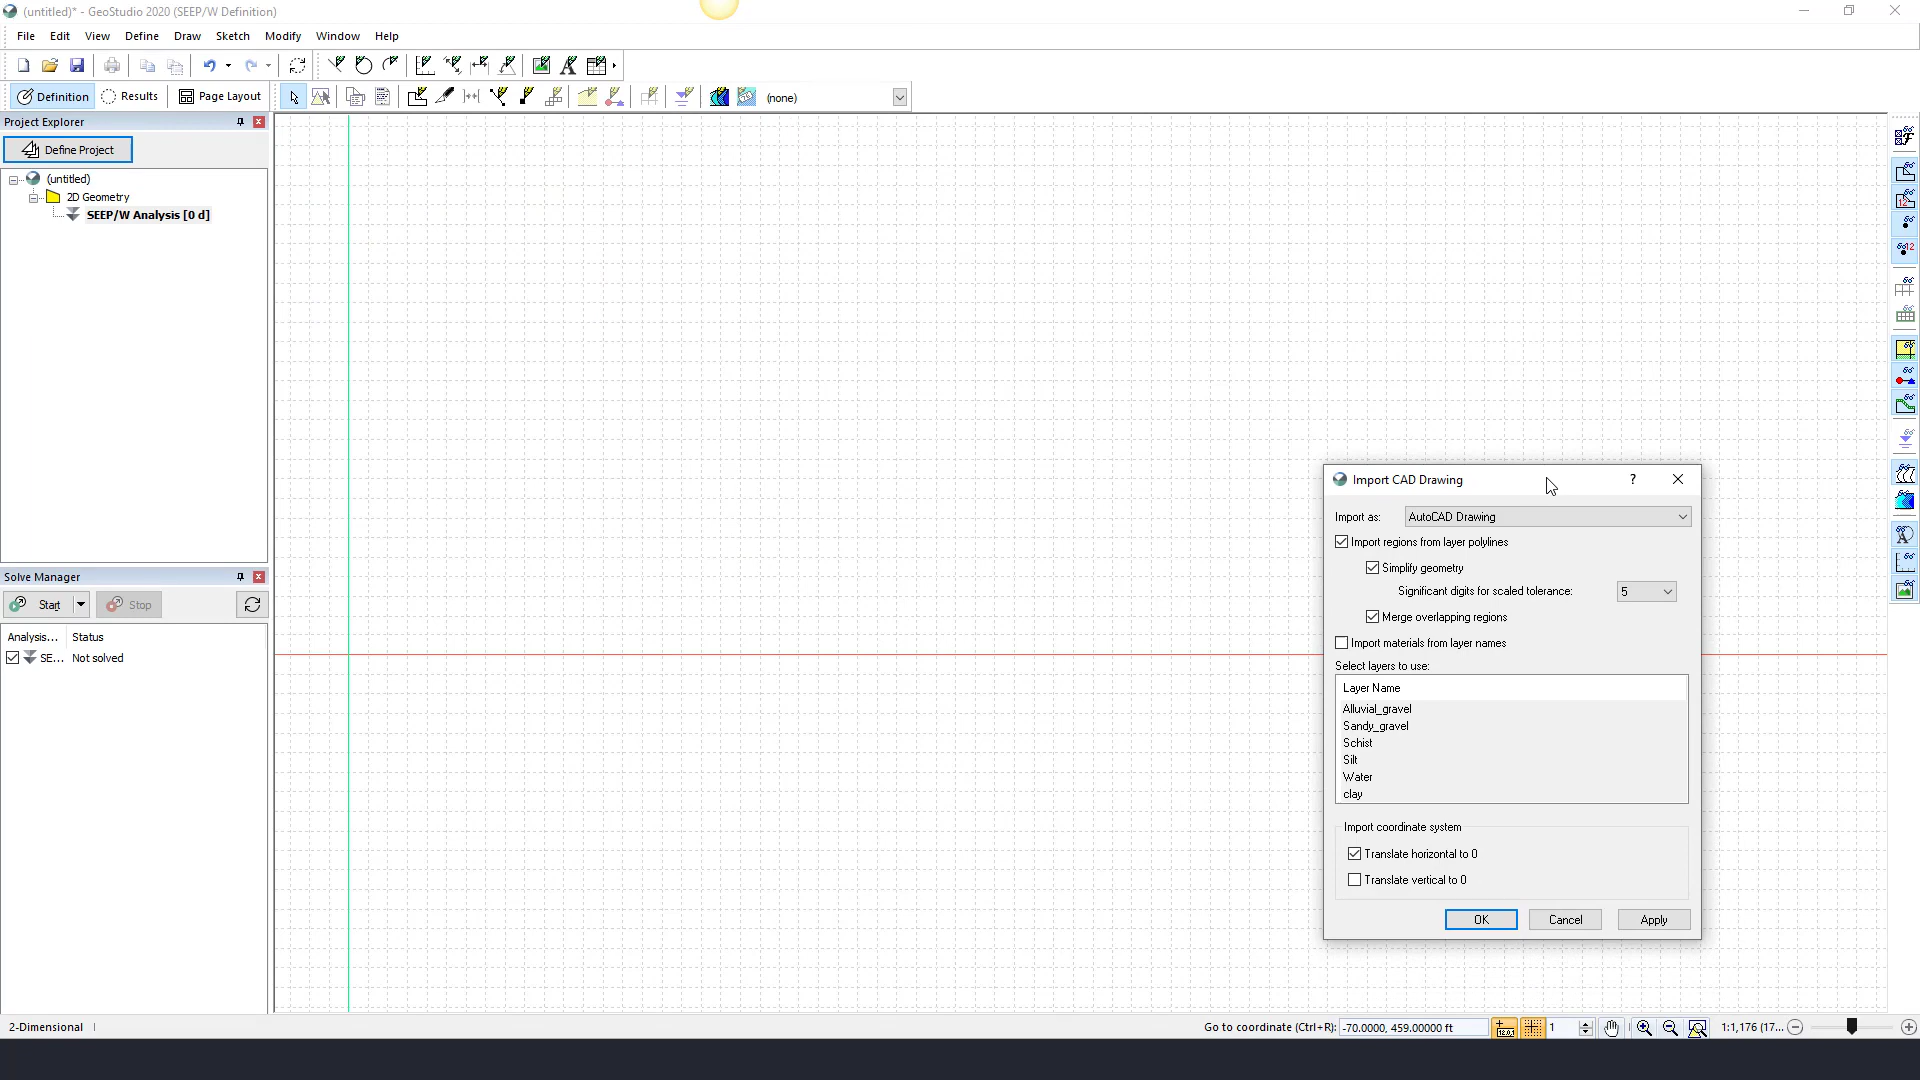 (untitled)* - GeoStudio 2020 (SEEP/W Definition)
File Edit View Define Draw Sketch Modify Window Help
Definition Results Page Layout (none)
Project Explorer
Define Project
(untitled)
2D Geometry
SEEP/W Analysis [0 d]
Import CAD Drawing ?
Import as: AutoCAD Drawing
Import regions from layer polylines
Simplify geometry
Significant digits for scaled tolerance: 5
Merge overlapping regions
Import materials from layer names
Select layers to use:
Layer Name
Alluvial_gravel
Sandy_gravel
Schist
Silt
Water
clay
Import coordinate system
Translate horizontal to 0
Translate vertical to 0
OK Cancel Apply
Solve Manager
Start Stop
Analysis... Status
SE... Not solved
2-Dimensional
Go to coordinate (Ctrl+R): -70.0000, 459.00000 ft 1 1:1,176 (17...